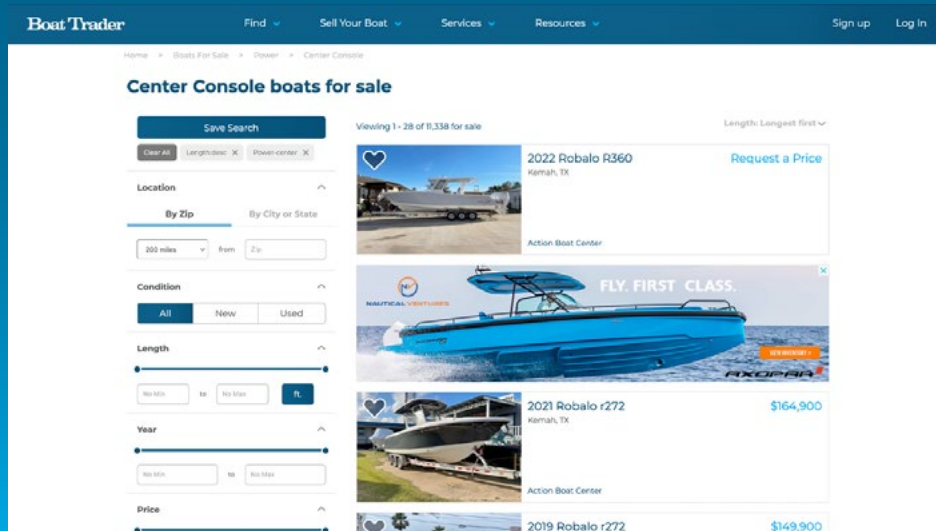 Boat Trader
Find
Sell Your Boat
Services
Resources
Sign up
Log In
Home > Boats For Sale > Power > Center Console
Center Console boats for sale
Save Search
Clear All
Length:desc X
Power-center X
Location
By Zip
By City or State
200 miles
from
Zip
Condition
All
New
Used
Length
No Min
to
No Max
ft.
Year
No Min
to
No Max
Price
Viewing 1 - 28 of 11,338 for sale
Length: Longest first
2022 Robalo R360
Request a Price
Kemah, TX
Action Boat Center
NAUTICAL VENTURES
FLY. FIRST CLASS.
VIEW INVENTORY >
AXOPAR
2021 Robalo r272
$164,900
Kemah, TX
Action Boat Center
2019 Robalo r272
$149,900